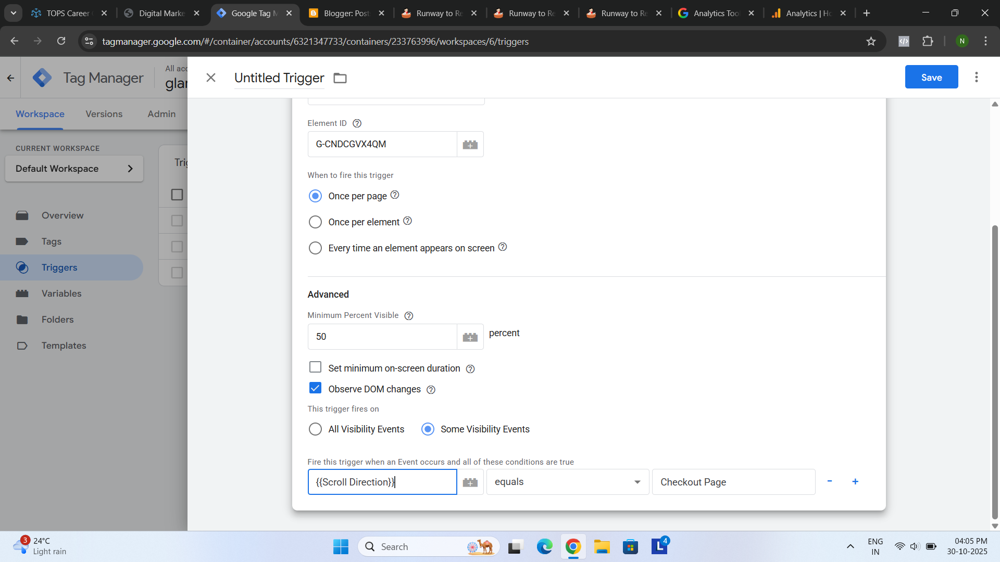 TOPS Career
Digital Marke
Google Tag M
Blogger: Post
Runway to Re
Runway to Re
Runway to Re
Analytics Tool
Analytics | Ho
tagmanager.google.com/#/container/accounts/6321347733/containers/233763996/workspaces/6/triggers
N
Tag Manager
All acc
glar
Untitled Trigger
Save
Workspace
Versions
Admin
CURRENT WORKSPACE
Default Workspace
Trig
Overview
Tags
Triggers
Variables
Folders
Templates
Element ID
G-CNDCGVX4QM
When to fire this trigger
Once per page
Once per element
Every time an element appears on screen
Advanced
Minimum Percent Visible
50
percent
Set minimum on-screen duration
Observe DOM changes
This trigger fires on
All Visibility Events
Some Visibility Events
Fire this trigger when an Event occurs and all of these conditions are true
{{Scroll Direction}}
equals
Checkout Page
- +
3
24°C
Light rain
Search
4
ENG
IN
04:05 PM
30-10-2025